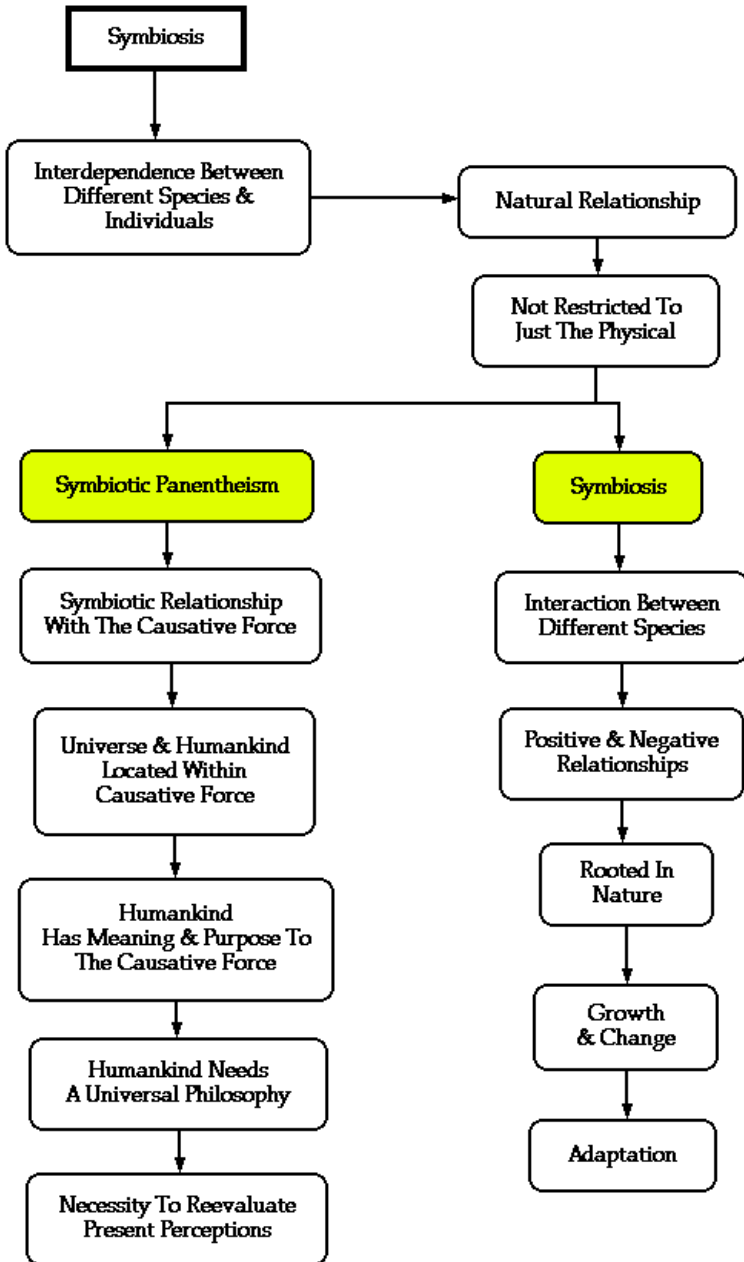 Symbiosis
Interdependence Between
Different Species &
Individuals
Natural Relationship
Not Restricted To
Just The Physical
Symbiotic Panentheism
Symbiotic Relationship
With The Causative Force
Universe & Humankind
Located Within
Causative Force
Humankind
Has Meaning & Purpose To
The Causative Force
Humankind Needs
A Universal Philosophy
Necessity To Reevaluate
Present Perceptions
Symbiosis
Interaction Between
Different Species
Positive & Negative
Relationships
Rooted In
Nature
Growth
& Change
Adaptation